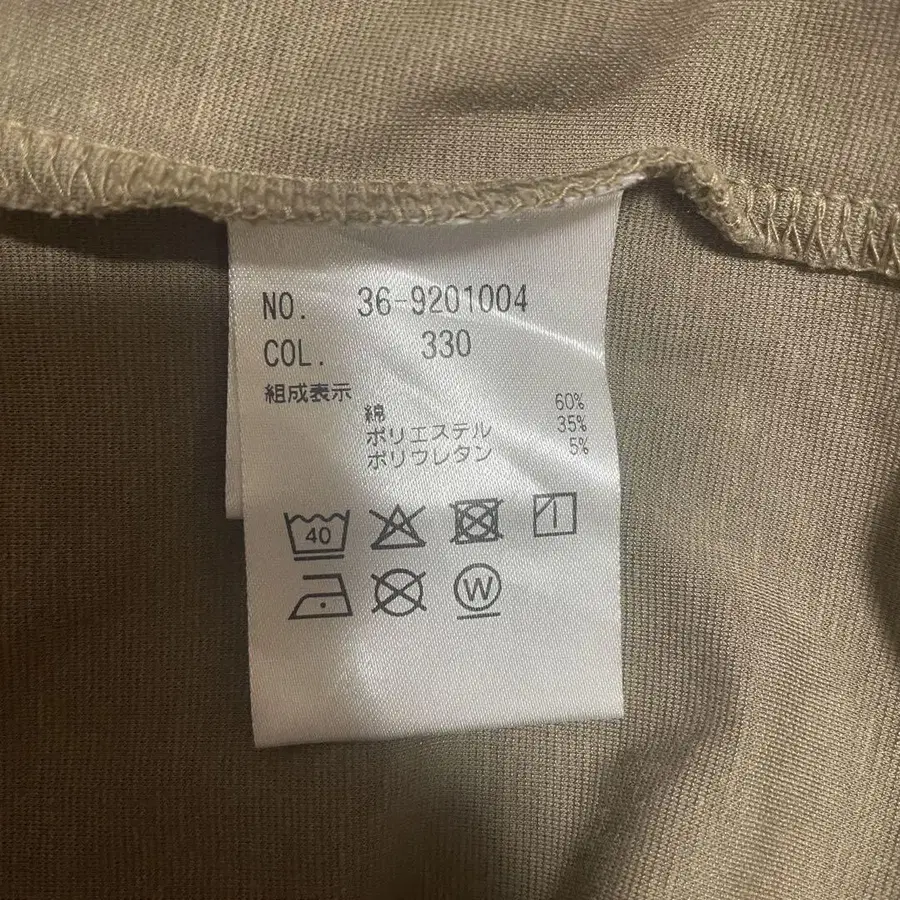 NO. 36-9201004
COL. 330
組成表示
綿 60%
ポリエステル 35%
ポリウレタン 5%
40
W